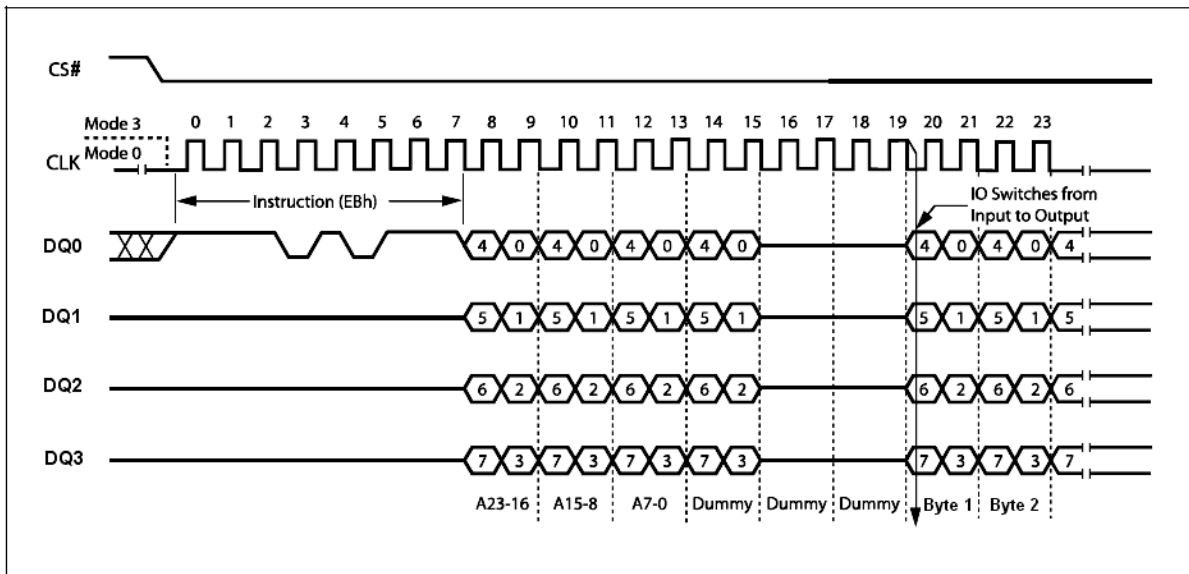 CS#
Mode 3 0 1 2 3 4 5 6 7 8 9 10 11 12 13 14 15 16 17 18 19 20 21 22 23
Mode 0
CLK
Instruction (EBh)
IO Switches from
Input to Output
DQ0 4 0 4 0 4 0 4 0 4 0 4 0 4
DQ1 5 1 5 1 5 1 5 1 5 1 5 1 5
DQ2 6 2 6 2 6 2 6 2 6 2 6 2 6
DQ3 7 3 7 3 7 3 7 3 7 3 7 3 7
A23-16 A15-8 A7-0 Dummy Dummy Dummy Byte 1 Byte 2